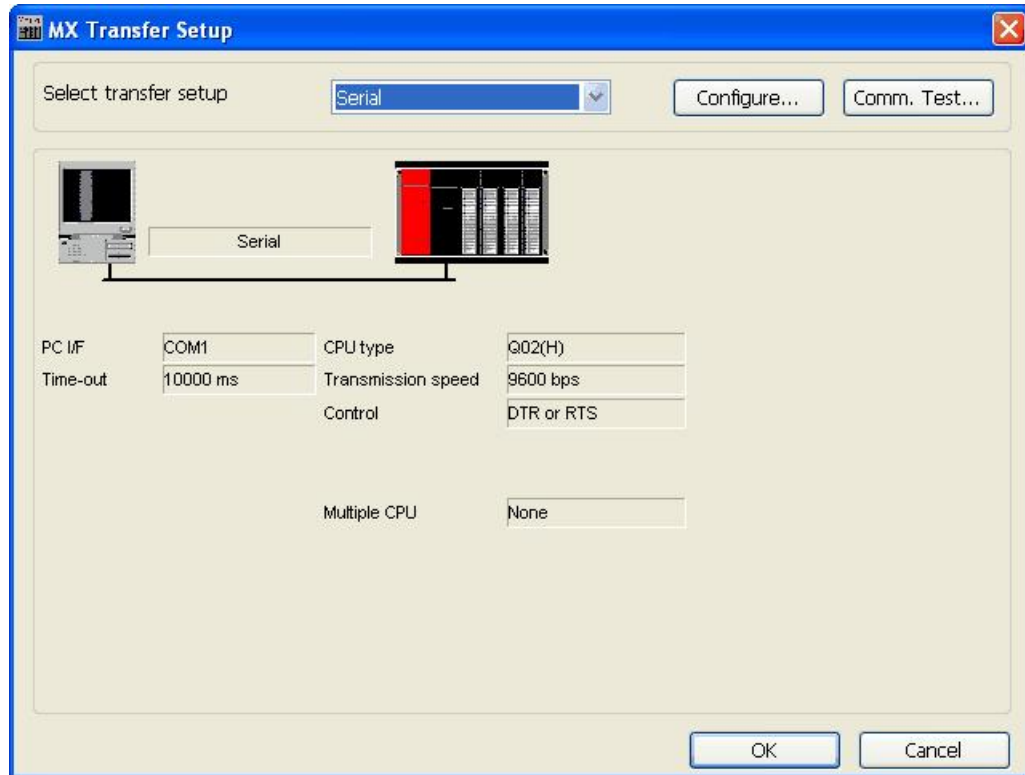 MX Transfer Setup
Select transfer setup Serial Configure... Comm. Test...
Serial
PC I/F COM1 CPU type Q02(H)
Time-out 10000 ms Transmission speed 9600 bps
Control DTR or RTS
Multiple CPU None
OK Cancel